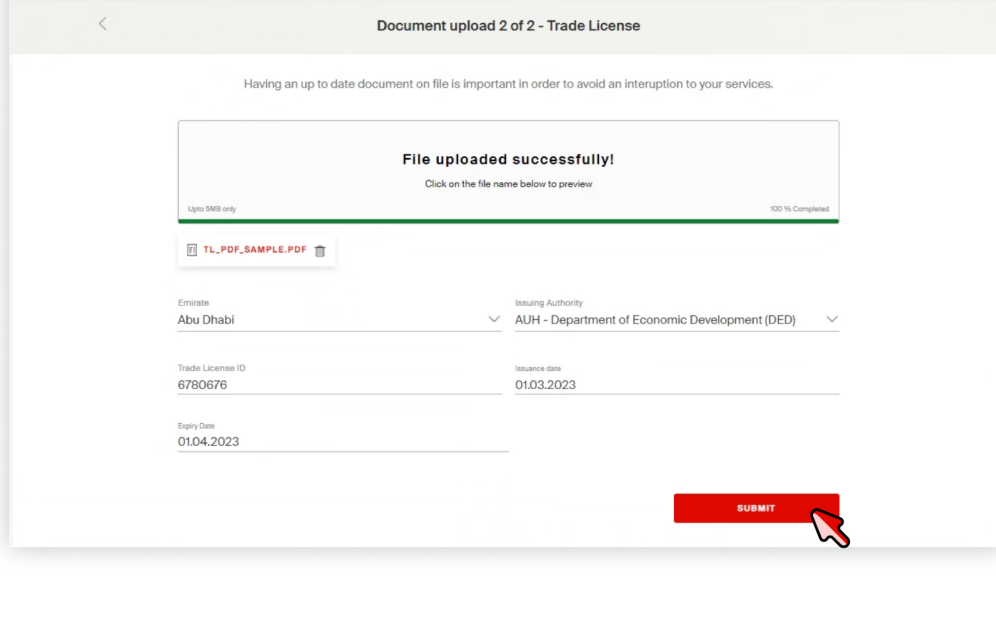 Document upload 2 of 2 - Trade License
Having an up to date document on file is important in order to avoid an interuption to your services.
File uploaded successfully!
Click on the file name below to preview
Upto 5MB only
100 % Completed
TL_PDF_SAMPLE.PDF
Emirate
Abu Dhabi
Issuing Authority
AUH - Department of Economic Development (DED)
Trade License ID
6780676
Issuance date
01.03.2023
Expiry Date
01.04.2023
SUBMIT